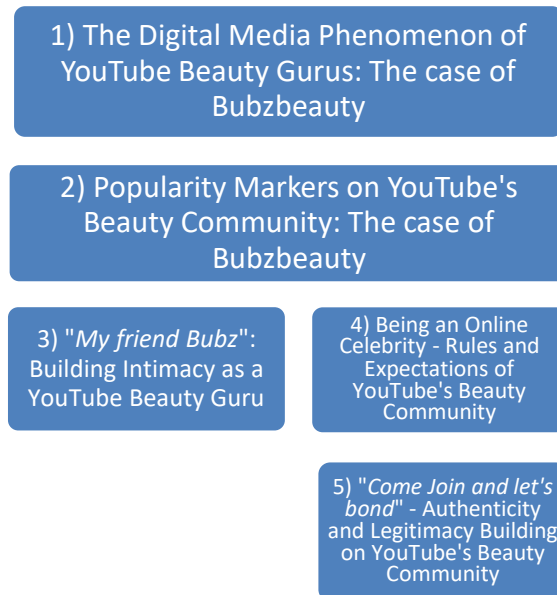 1) The Digital Media Phenomenon of
YouTube Beauty Gurus: The case of
Bubzbeauty
2) Popularity Markers on YouTube's
Beauty Community: The case of
Bubzbeauty
3) "My friend Bubz":
Building Intimacy as a
YouTube Beauty Guru
4) Being an Online
Celebrity - Rules and
Expectations of
YouTube's Beauty
Community
5) "Come Join and let's
bond" - Authenticity
and Legitimacy Building
on YouTube's Beauty
Community